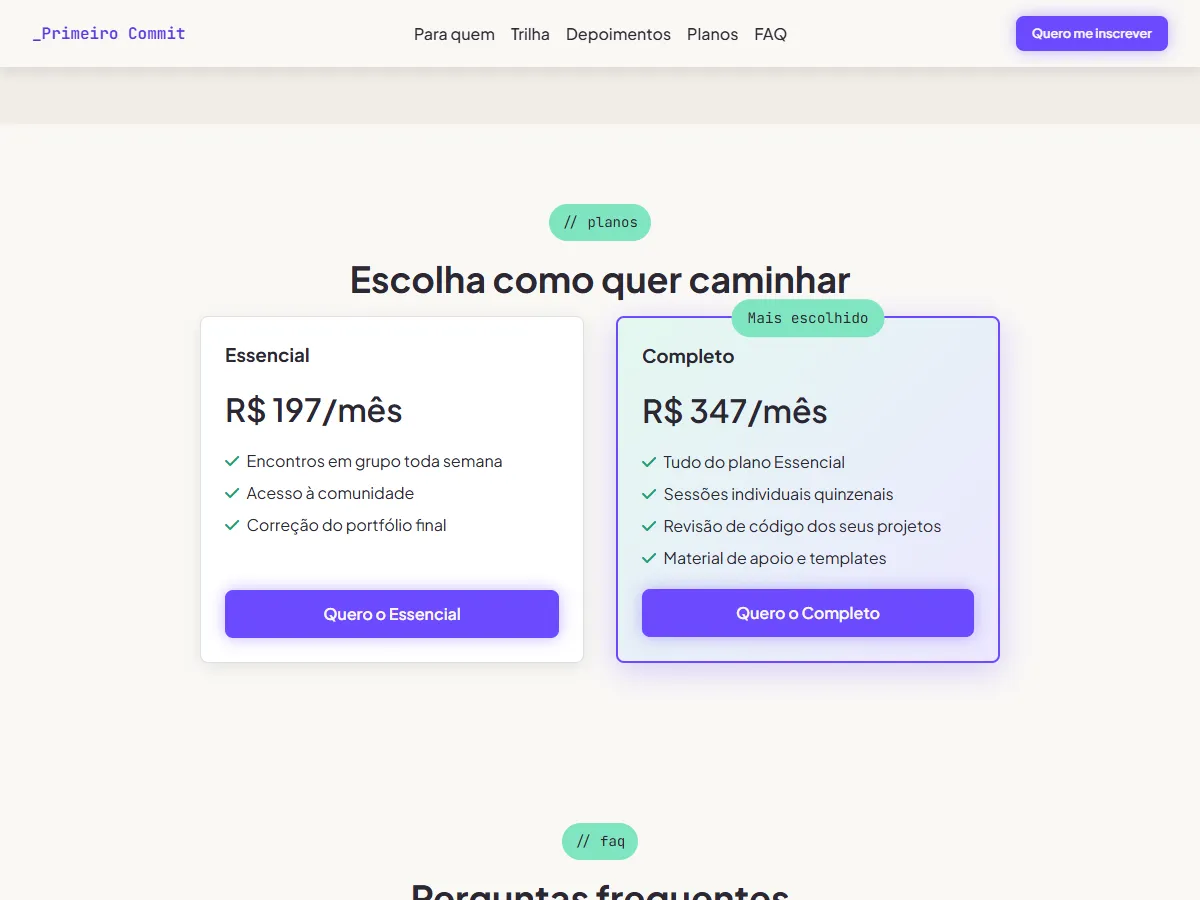 _Primeiro Commit
Para quem
Trilha
Depoimentos
Planos
FAQ
Quero me inscrever
// planos
Escolha como quer caminhar
Essencial
R$ 197/mês
Encontros em grupo toda semana
Acesso à comunidade
Correção do portfólio final
Quero o Essencial
Mais escolhido
Completo
R$ 347/mês
Tudo do plano Essencial
Sessões individuais quinzenais
Revisão de código dos seus projetos
Material de apoio e templates
Quero o Completo
// faq
Perguntas frequentes